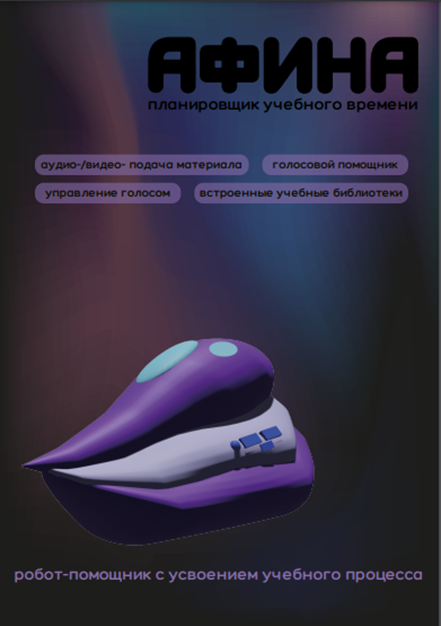 АФИНА
планировщик учебного времени
аудио-/видео- подача материала голосовой помощник
управление голосом встроенные учебные библиотеки
робот-помощник с усвоением учебного процесса